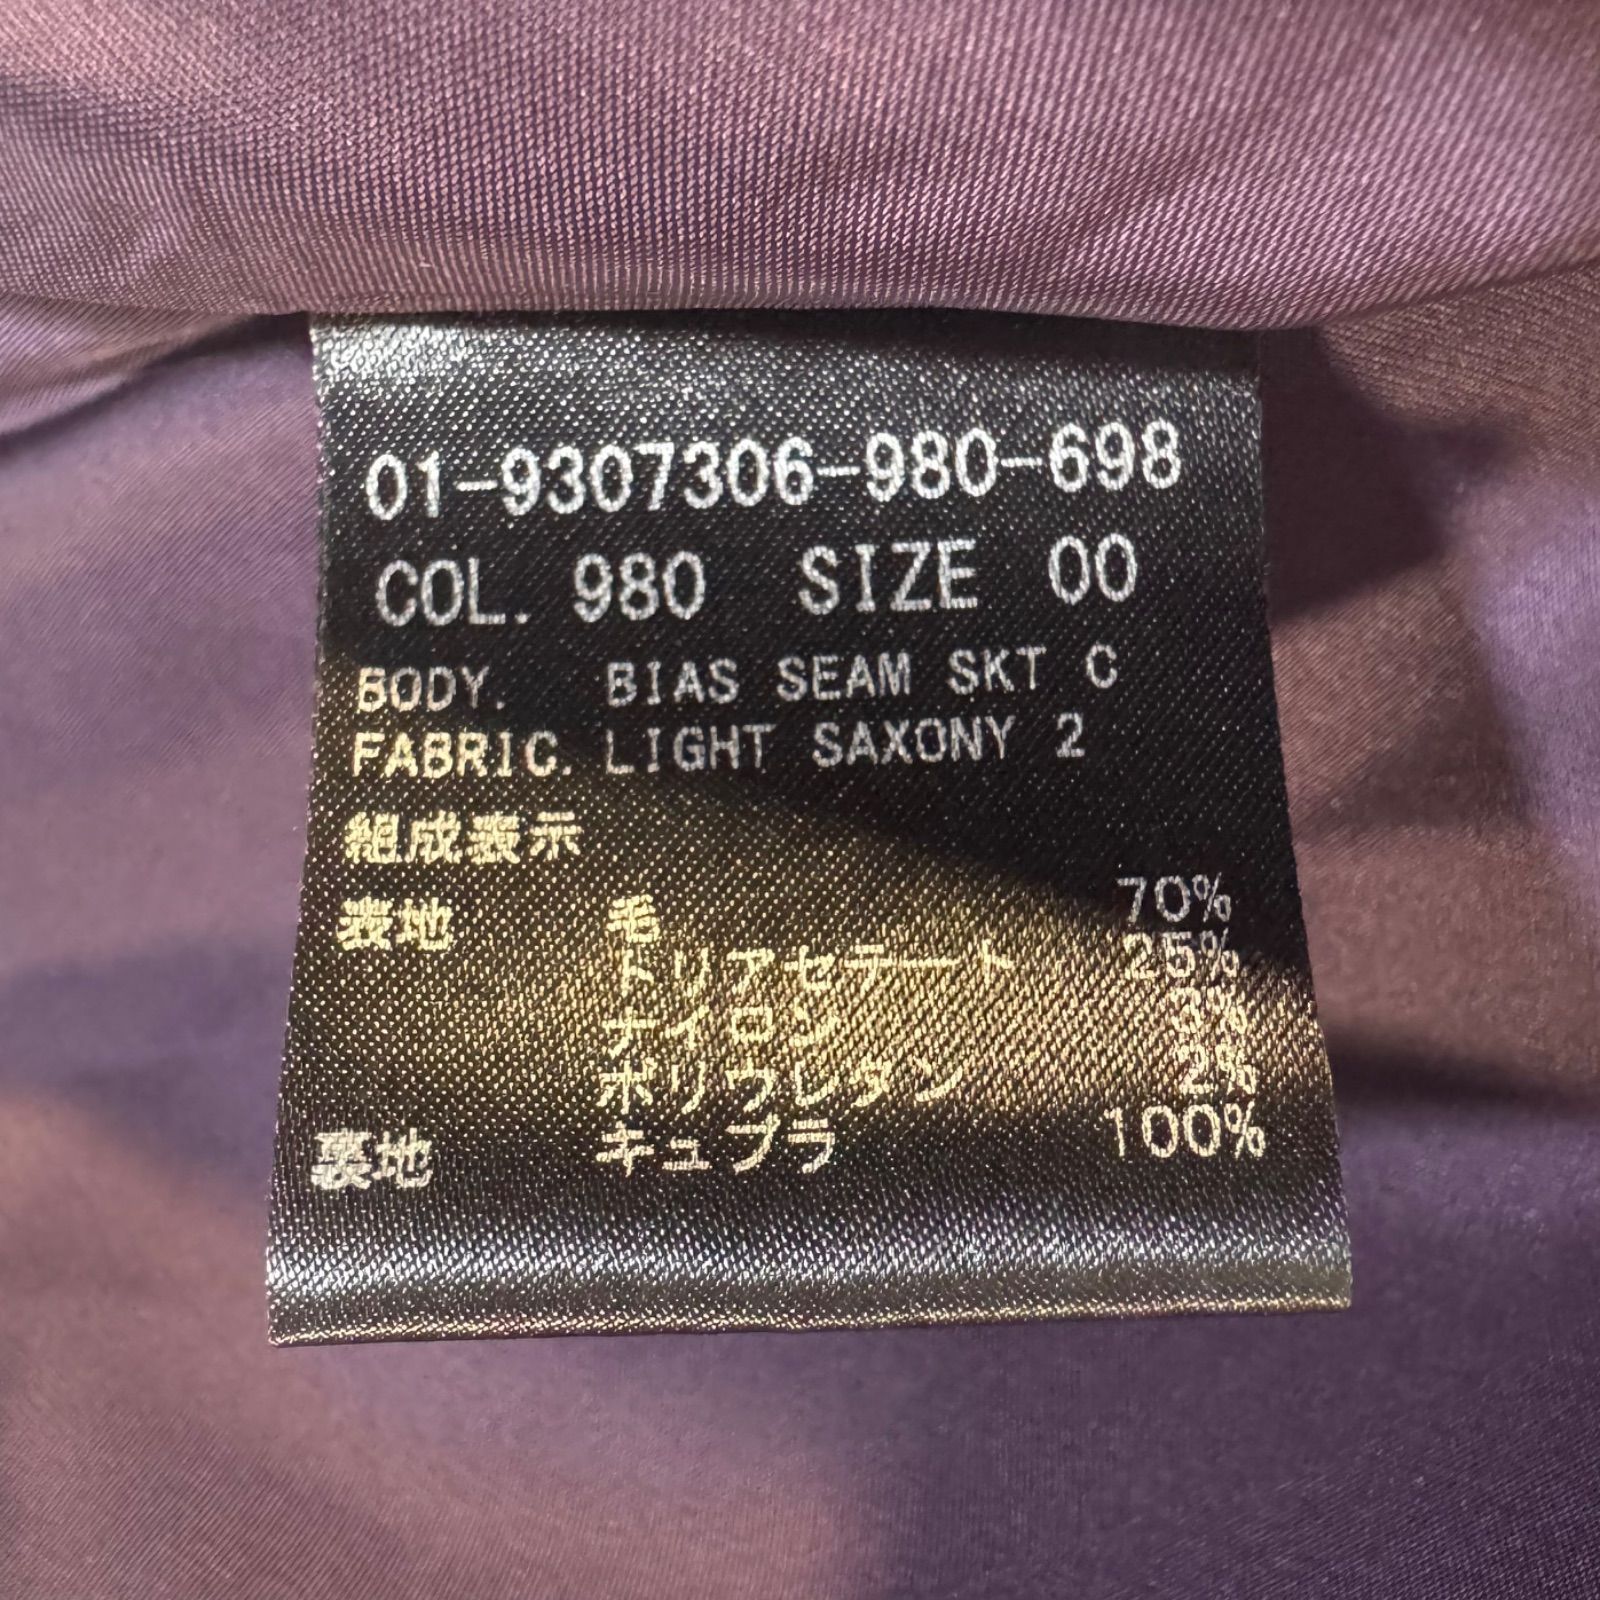 01-9307306-980-698
COL. 980 SIZE 00
BODY. BIAS SEAM SKT C
FABRIC. LIGHT SAXONY 2
組成表示
表地 毛 70%
トリアセテート 25%
ナイロン 3%
ポリウレタン 2%
裏地 キュプラ 100%